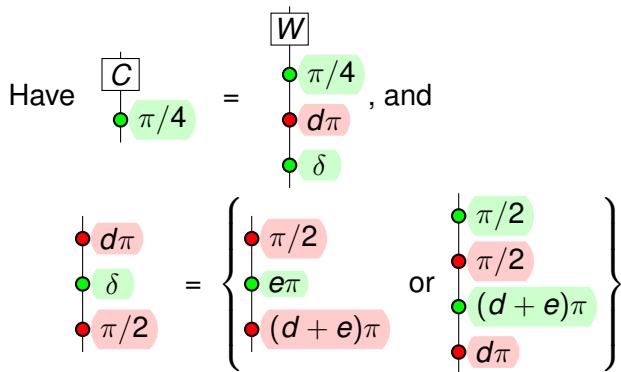 W
Have C π/4 = π/4 dπ δ , and
dπ δ π/2 = { π/2 eπ (d + e)π or π/2 π/2 (d + e)π dπ }